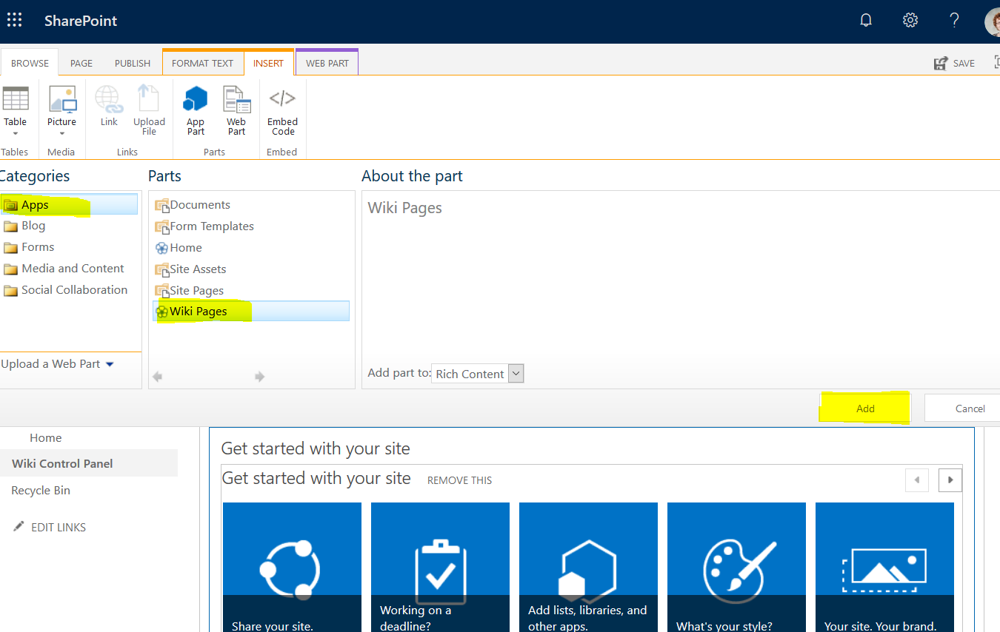 SharePoint
?
BROWSE
PAGE
PUBLISH
FORMAT TEXT
INSERT
WEB PART
SAVE
Table
Picture
Link
Upload
File
App
Part
Web
Part
Embed
Code
Tables
Media
Links
Parts
Embed
Categories
Parts
About the part
Apps
Blog
Forms
Media and Content
Social Collaboration
Upload a Web Part
Documents
Form Templates
Home
Site Assets
Site Pages
Wiki Pages
Wiki Pages
Add part to: Rich Content
Add
Cancel
Home
Wiki Control Panel
Recycle Bin
EDIT LINKS
Get started with your site
Get started with your site REMOVE THIS
Share your site.
Working on a
deadline?
Add lists, libraries, and
other apps.
What's your style?
Your site. Your brand.